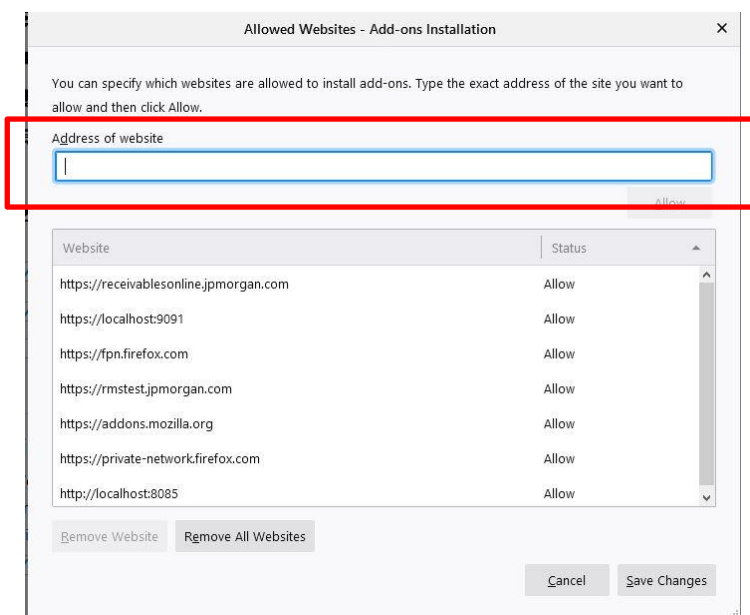 Allowed Websites - Add-ons Installation
You can specify which websites are allowed to install add-ons. Type the exact address of the site you want to
allow and then click Allow.
Address of website
Allow
Website Status
https://receivablesonline.jpmorgan.com Allow
https://localhost:9091 Allow
https://fpn.firefox.com Allow
https://rmstest.jpmorgan.com Allow
https://addons.mozilla.org Allow
https://private-network.firefox.com Allow
http://localhost:8085 Allow
Remove Website Remove All Websites
Cancel Save Changes